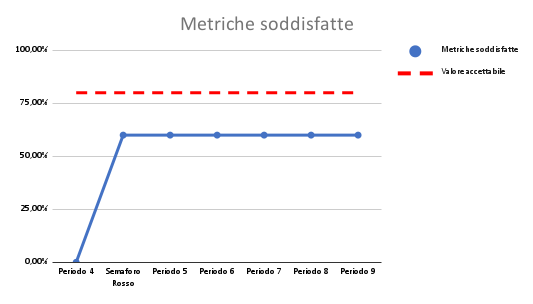 Metriche soddisfatte
100,00%
75,00%
50,00%
25,00%
0,00%
Periodo 4
Semaforo
Rosso
Periodo 5
Periodo 6
Periodo 7
Periodo 8
Periodo 9
Metriche soddisfatte
Valore accettabile